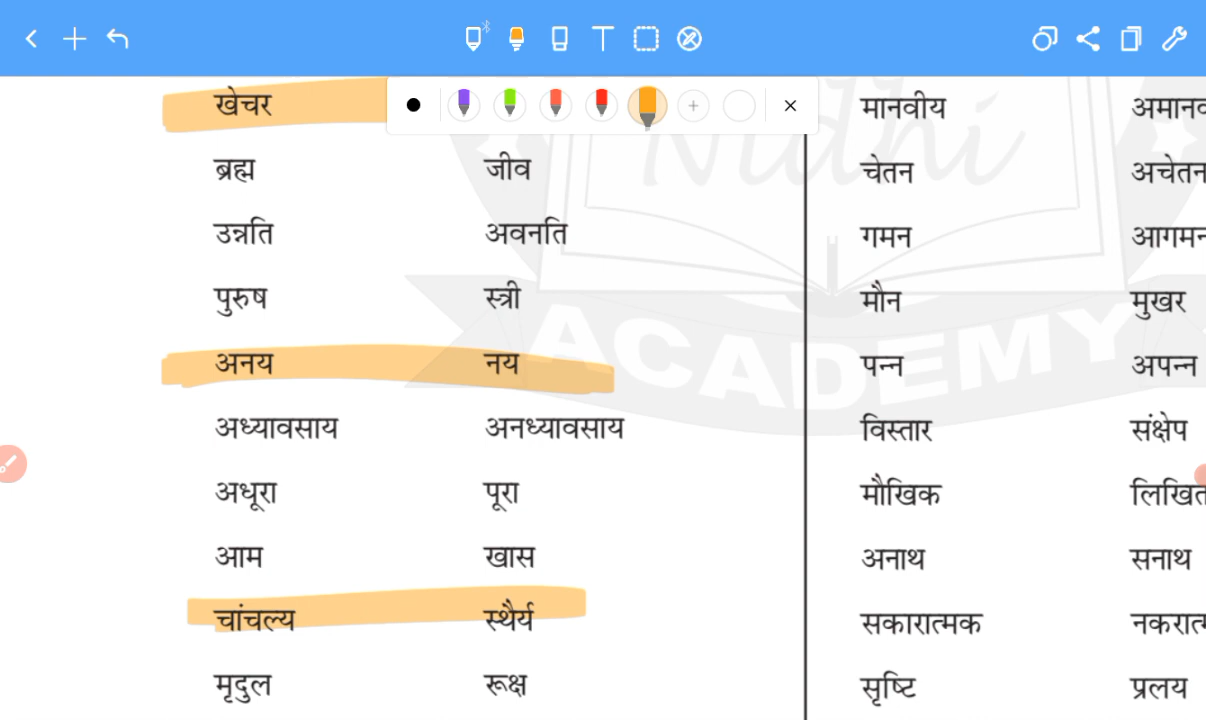 खेचर
ब्रह्म जीव
उन्नति अवनति
पुरुष स्त्री
अनय नय
अध्यावसाय अनध्यावसाय
अधूरा पूरा
आम खास
चांचल्य स्थैर्य
मृदुल रूक्ष
मानवीय
चेतन अचेतन
गमन
मौन मुखर
पन्न अपन्न
विस्तार संक्षेप
मौखिक
अनाथ सनाथ
सकारात्मक
सृष्टि प्रलय
Nidhi
ACADEMY